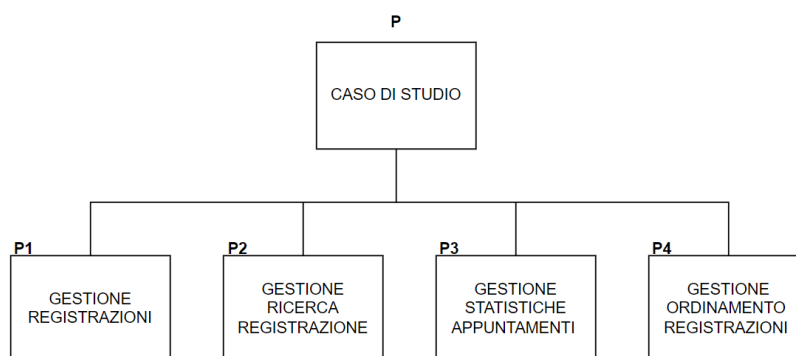 P
CASO DI STUDIO
P1
GESTIONE
REGISTRAZIONI
P2
GESTIONE
RICERCA
REGISTRAZIONE
P3
GESTIONE
STATISTICHE
APPUNTAMENTI
P4
GESTIONE
ORDINAMENTO
REGISTRAZIONI